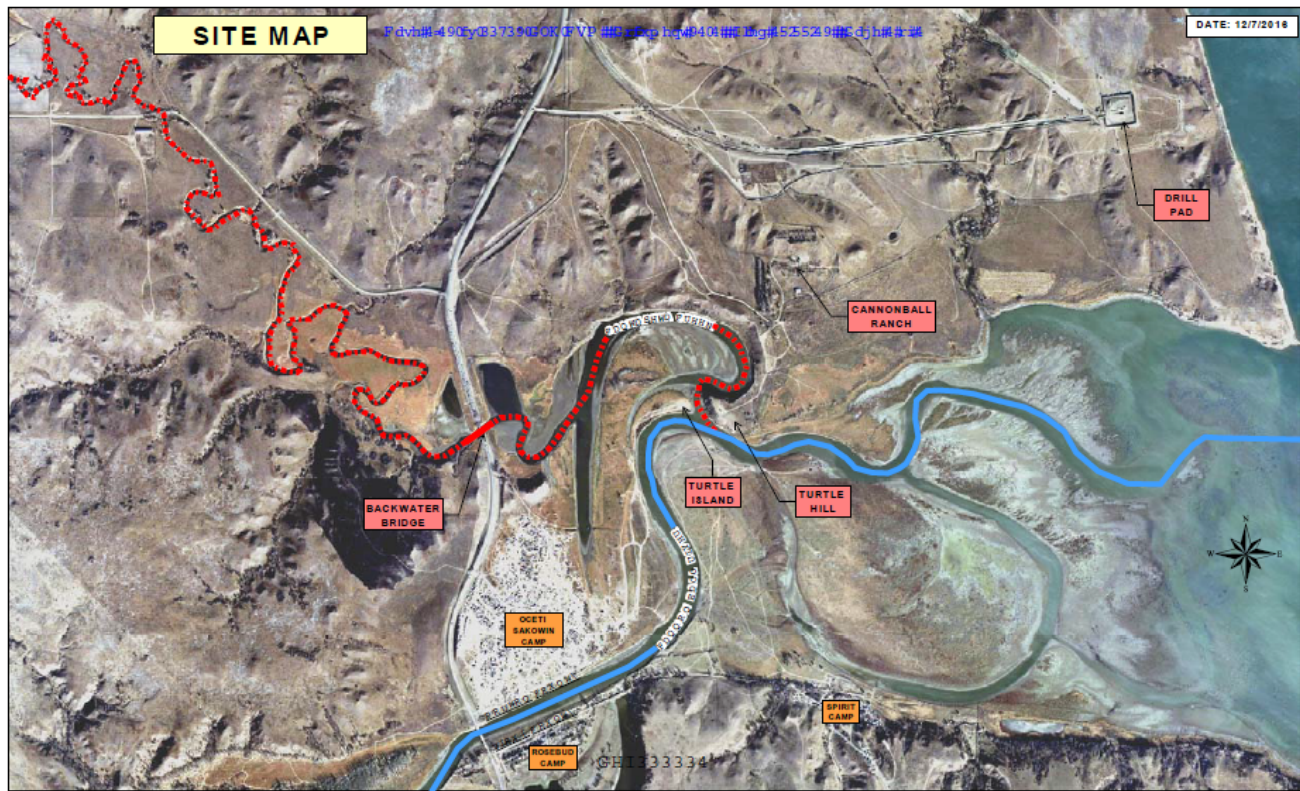 SITE MAP
DATE: 12/7/2016
DRILL
PAD
CANNONBALL
RANCH
TURTLE
ISLAND
TURTLE
HILL
BACKWATER
BRIDGE
N
W
E
S
OCETI
SAKOWIN
CAMP
SPIRIT
CAMP
ROSEBUD
CAMP
GHI333334